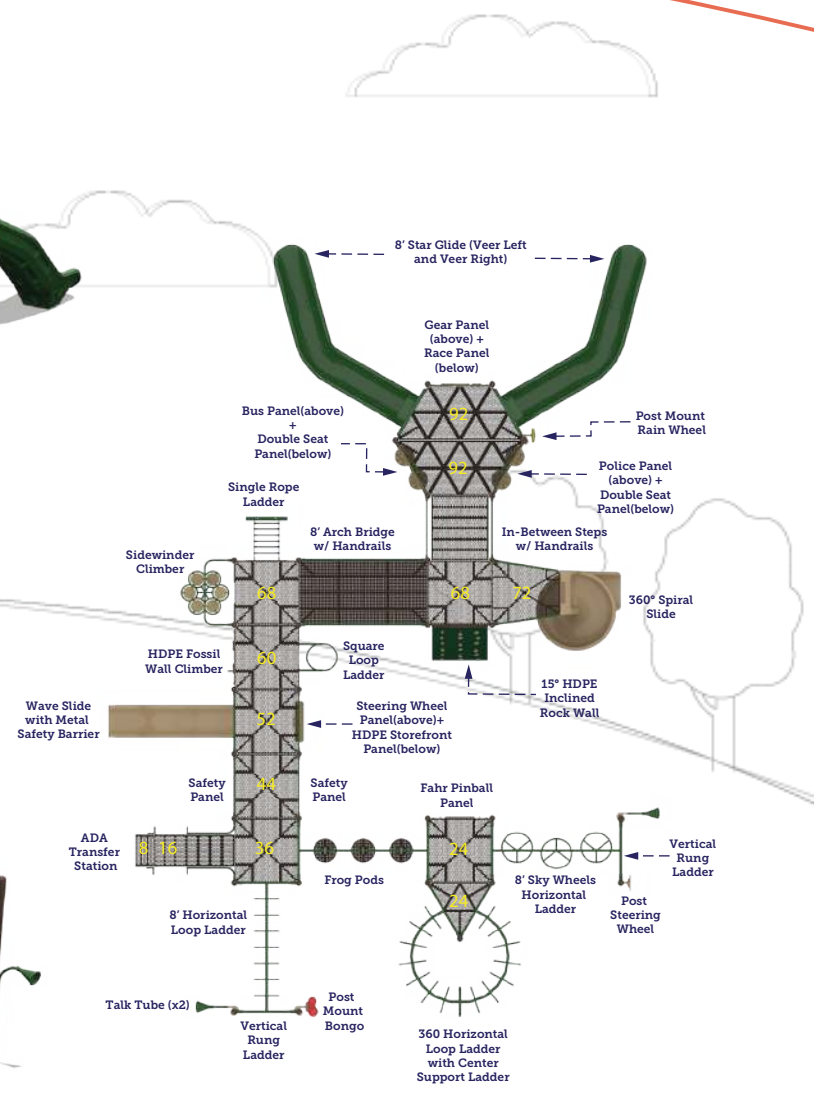 8' Star Glide (Veer Left
and Veer Right)
Gear Panel
(above) +
Race Panel
(below)
92
Bus Panel(above)
+
Double Seat
Panel(below)
Post Mount
Rain Wheel
92
Police Panel
(above) +
Double Seat
Panel(below)
Single Rope
Ladder
8' Arch Bridge
w/ Handrails
In-Between Steps
w/ Handrails
Sidewinder
Climber
68
68
72
360° Spiral
Slide
HDPE Fossil
Wall Climber
60
Square
Loop
Ladder
15° HDPE
Inclined
Rock Wall
Wave Slide
with Metal
Safety Barrier
52
Steering Wheel
Panel(above)+
HDPE Storefront
Panel(below)
Safety
Panel
44
Safety
Panel
Fahr Pinball
Panel
ADA
Transfer
Station
8 16
36
24
Vertical
Rung
Ladder
Frog Pods
8' Sky Wheels
Horizontal
Ladder
24
Post
Steering
Wheel
8' Horizontal
Loop Ladder
Talk Tube (x2)
Post
Mount
Bongo
Vertical
Rung
Ladder
360 Horizontal
Loop Ladder
with Center
Support Ladder